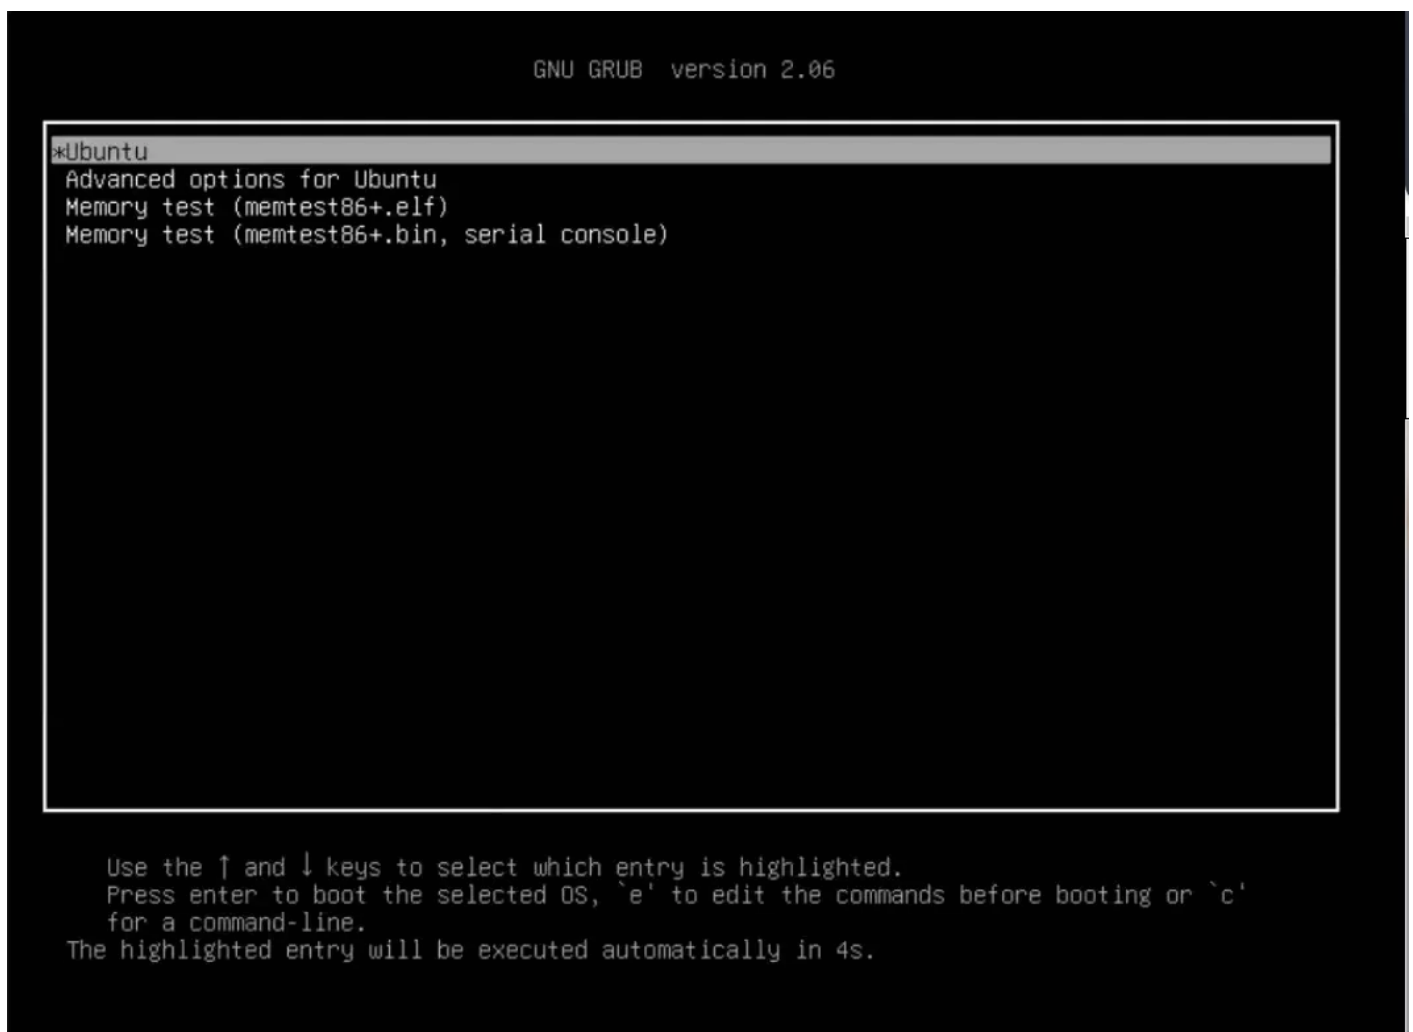 GNU GRUB  version 2.06
*Ubuntu
Advanced options for Ubuntu
Memory test (memtest86+.elf)
Memory test (memtest86+.bin, serial console)
Use the ↑ and ↓ keys to select which entry is highlighted.
Press enter to boot the selected OS, `e' to edit the commands before booting or `c'
for a command-line.
The highlighted entry will be executed automatically in 4s.